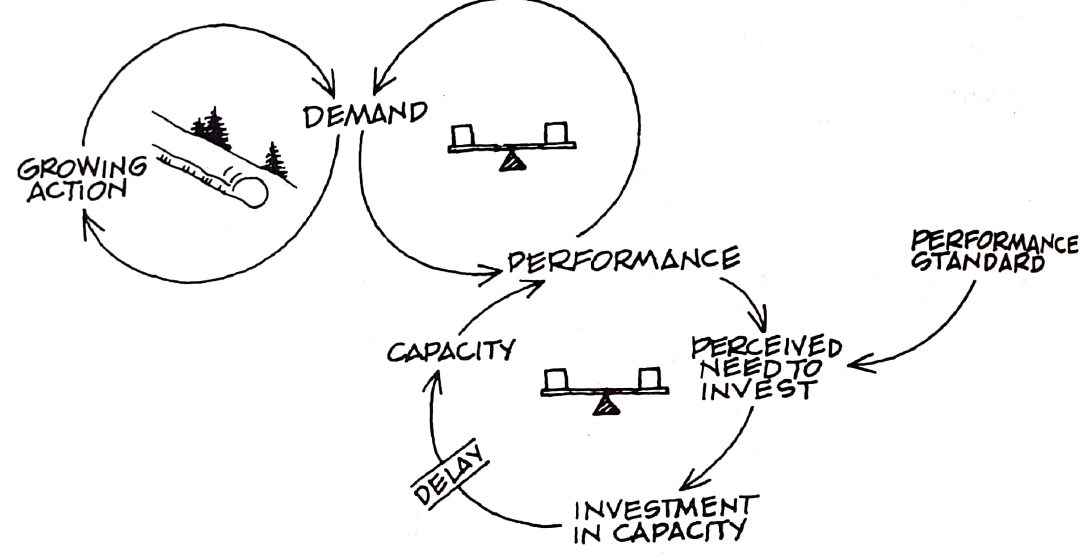 DEMAND
GROWING
ACTION
PERFORMANCE
PERFORMANCE
STANDARD
CAPACITY
PERCEIVED
NEED TO
INVEST
DELAY
INVESTMENT
IN CAPACITY